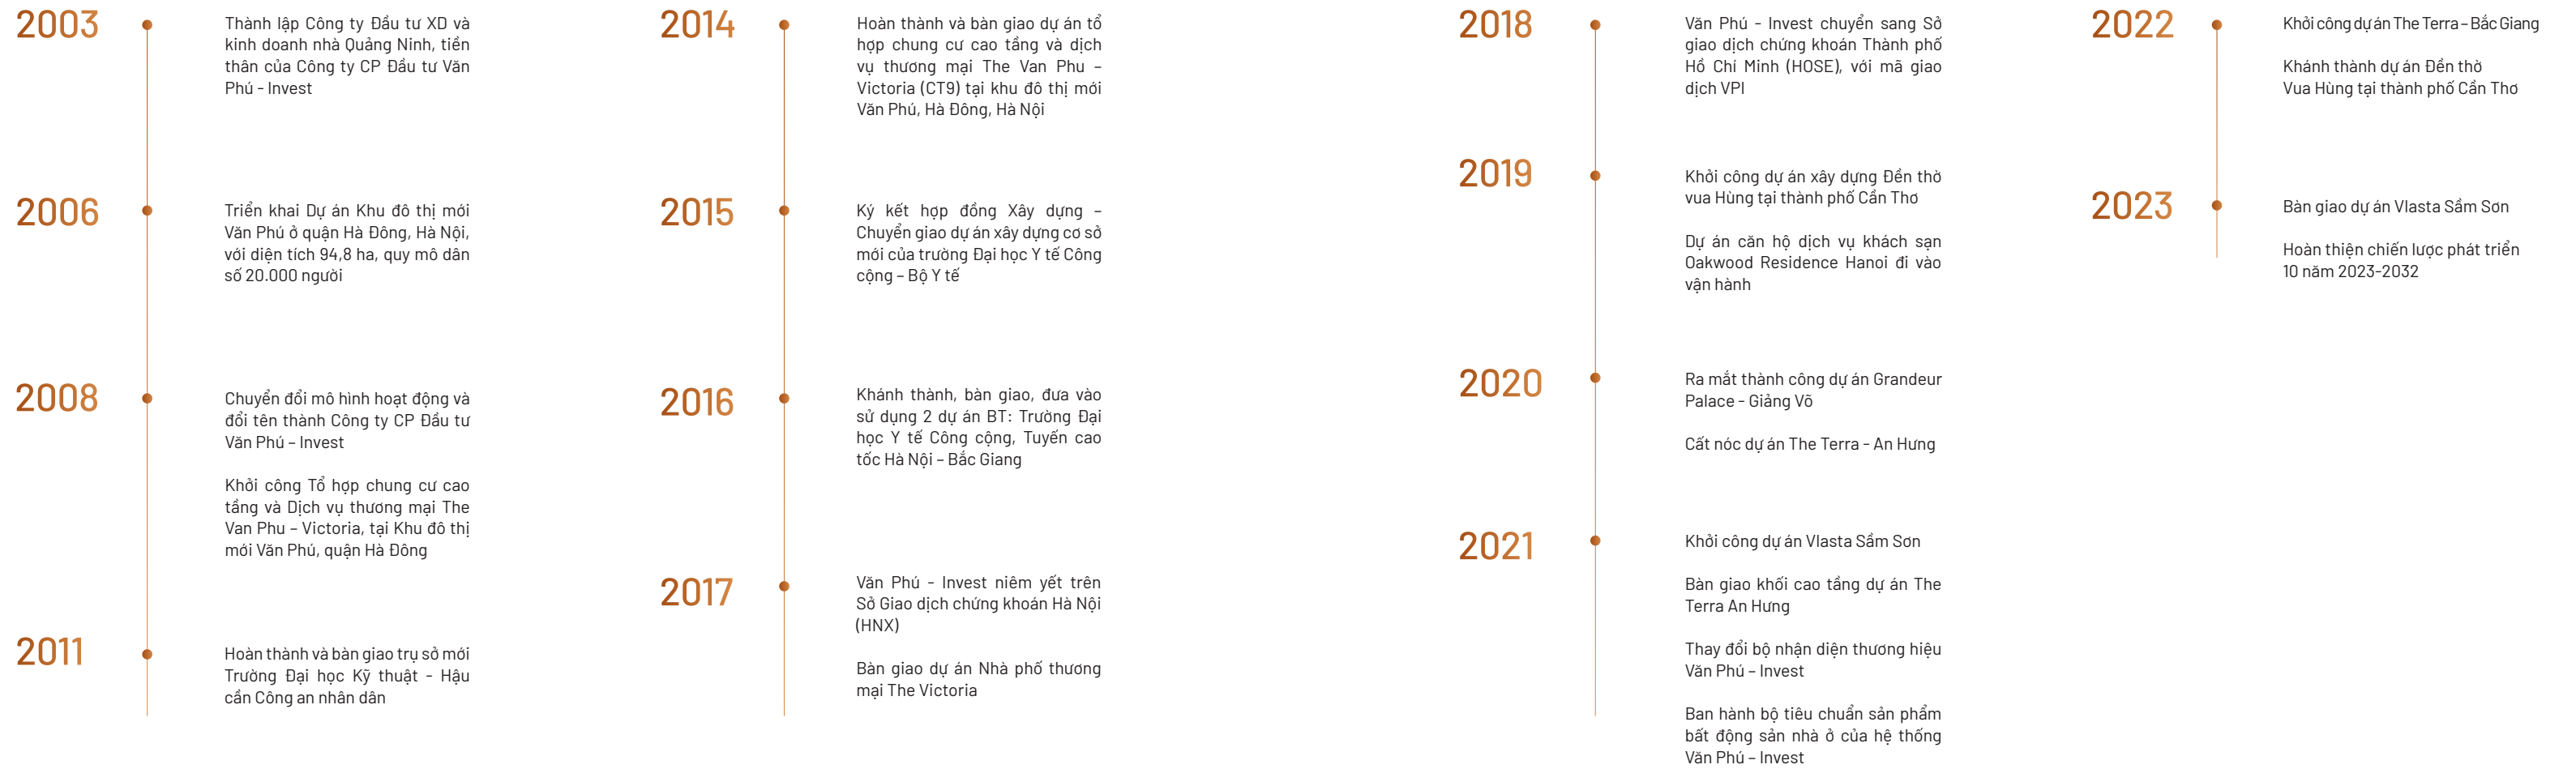 2003
Thành lập Công ty Đầu tư XD và
kinh doanh nhà Quảng Ninh, tiền
thân của Công ty CP Đầu tư Văn
Phú - Invest
2006
Triển khai Dự án Khu đô thị mới
Văn Phú ở quận Hà Đông, Hà Nội,
với diện tích 94,8 ha, quy mô dân
số 20.000 người
2008
Chuyển đổi mô hình hoạt động và
đổi tên thành Công ty CP Đầu tư
Văn Phú – Invest
Khởi công Tổ hợp chung cư cao
tầng và Dịch vụ thương mại The
Van Phu – Victoria, tại Khu đô thị
mới Văn Phú, quận Hà Đông
2011
Hoàn thành và bàn giao trụ sở mới
Trường Đại học Kỹ thuật - Hậu
cần Công an nhân dân
2014
Hoàn thành và bàn giao dự án tổ
hợp chung cư cao tầng và dịch
vụ thương mại The Van Phu –
Victoria (CT9) tại khu đô thị mới
Văn Phú, Hà Đông, Hà Nội
2015
Ký kết hợp đồng Xây dựng –
Chuyển giao dự án xây dựng cơ sở
mới của trường Đại học Y tế Công
cộng – Bộ Y tế
2016
Khánh thành, bàn giao, đưa vào
sử dụng 2 dự án BT: Trường Đại
học Y tế Công cộng, Tuyến cao
tốc Hà Nội – Bắc Giang
2017
Văn Phú - Invest niêm yết trên
Sở Giao dịch chứng khoán Hà Nội
(HNX)
Bàn giao dự án Nhà phố thương
mại The Victoria
2018
Văn Phú - Invest chuyển sang Sở
giao dịch chứng khoán Thành phố
Hồ Chí Minh (HOSE), với mã giao
dịch VPI
2019
Khởi công dự án xây dựng Đền thờ
vua Hùng tại thành phố Cần Thơ
Dự án căn hộ dịch vụ khách sạn
Oakwood Residence Hanoi đi vào
vận hành
2020
Ra mắt thành công dự án Grandeur
Palace - Giảng Võ
Cất nóc dự án The Terra - An Hưng
2021
Khởi công dự án Vlasta Sầm Sơn
Bàn giao khối cao tầng dự án The
Terra An Hưng
Thay đổi bộ nhận diện thương hiệu
Văn Phú – Invest
Ban hành bộ tiêu chuẩn sản phẩm
bất động sản nhà ở của hệ thống
Văn Phú – Invest
2022
Khởi công dự án The Terra – Bắc Giang
Khánh thành dự án Đền thờ
Vua Hùng tại thành phố Cần Thơ
2023
Bàn giao dự án Vlasta Sầm Sơn
Hoàn thiện chiến lược phát triển
10 năm 2023-2032